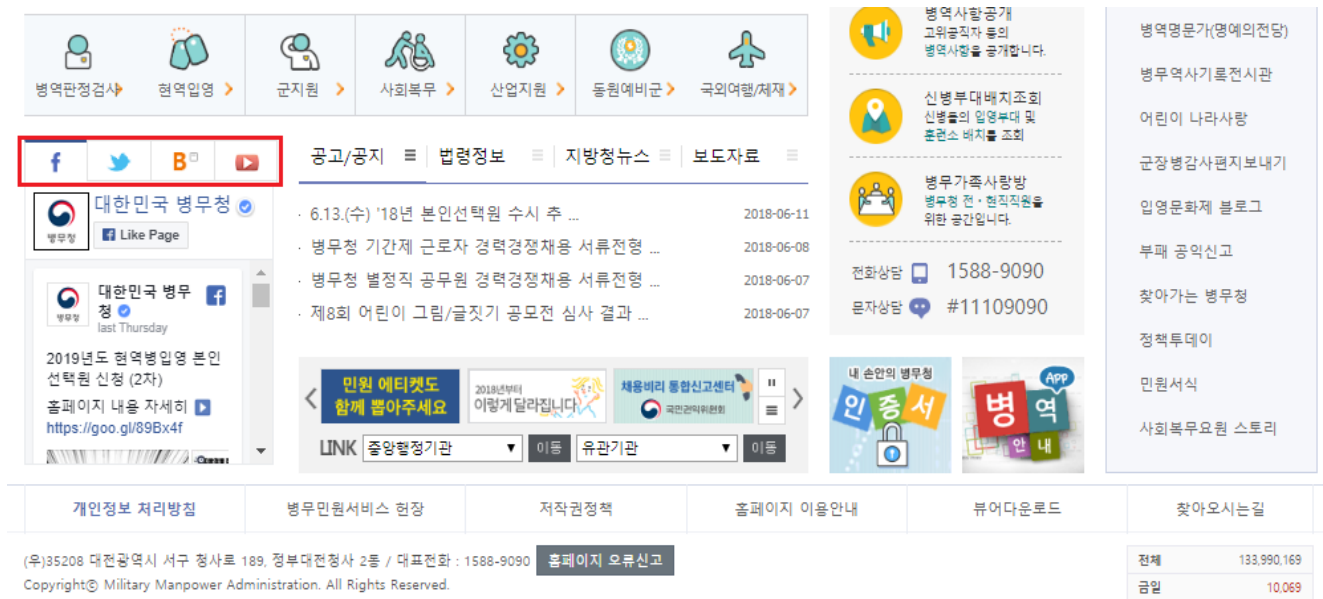 병역판정검사
현역입영
군지원
사회복무
산업지원
동원예비군
국외여행/체재
병역사항공개
고위공직자 등의
병역사항을 공개합니다.
신병부대배치조회
신병들의 입영부대 및
훈련소 배치를 조회
병무가족사랑방
병무청 전·현직직원을
위한 공간입니다.
전화상담 1588-9090
문자상담 #11109090
병역명문가(명예의전당)
병무역사기록전시관
어린이 나라사랑
군장병감사편지보내기
입영문화제 블로그
부패 공익신고
찾아가는 병무청
정책투데이
민원서식
사회복무요원 스토리
f B
병무청
대한민국 병무청
Like Page
병무청
대한민국 병무
청
last Thursday
2019년도 현역병입영 본인
선택원 신청 (2차)
홈페이지 내용 자세히
https://goo.gl/89Bx4f
공고/공지 법령정보 지방청뉴스 보도자료
· 6.13.(수) '18년 본인선택원 수시 추 ... 2018-06-11
· 병무청 기간제 근로자 경력경쟁채용 서류전형 ... 2018-06-08
· 병무청 별정직 공무원 경력경쟁채용 서류전형 ... 2018-06-07
· 제8회 어린이 그림/글짓기 공모전 심사 결과 ... 2018-06-07
민원 에티켓도
함께 뽑아주세요
2018년부터
이렇게 달라집니다
채용비리 통합신고센터
국민권익위원회
LINK 중앙행정기관 이동 유관기관 이동
내 손안의 병무청
인증서
APP
병역
안내
개인정보 처리방침 병무민원서비스 헌장 저작권정책 홈페이지 이용안내 뷰어다운로드 찾아오시는길
(우)35208 대전광역시 서구 청사로 189, 정부대전청사 2동 / 대표전화 : 1588-9090 홈페이지 오류신고
Copyrightⓒ Military Manpower Administration. All Rights Reserved.
전체 133,990,169
금일 10,069